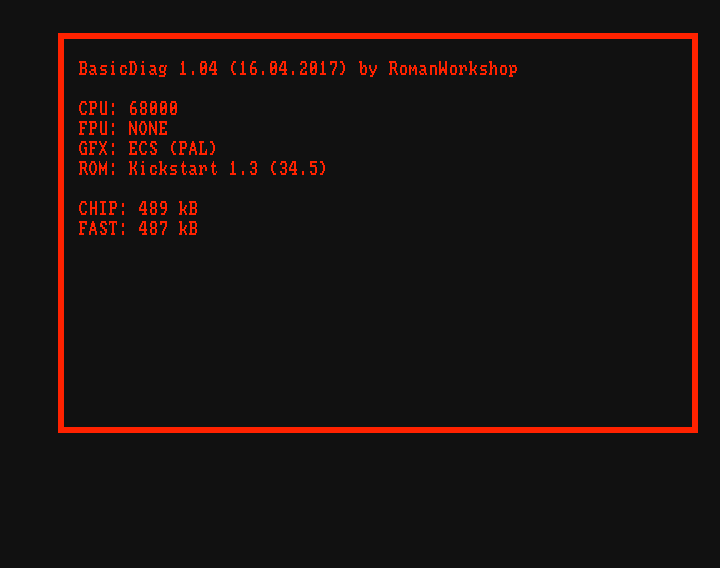 BasicDiag 1.04 (16.04.2017) by RomanWorkshop
CPU: 68000
FPU: NONE
GFX: ECS (PAL)
ROM: Kickstart 1.3 (34.5)
CHIP: 489 kB
FAST: 487 kB